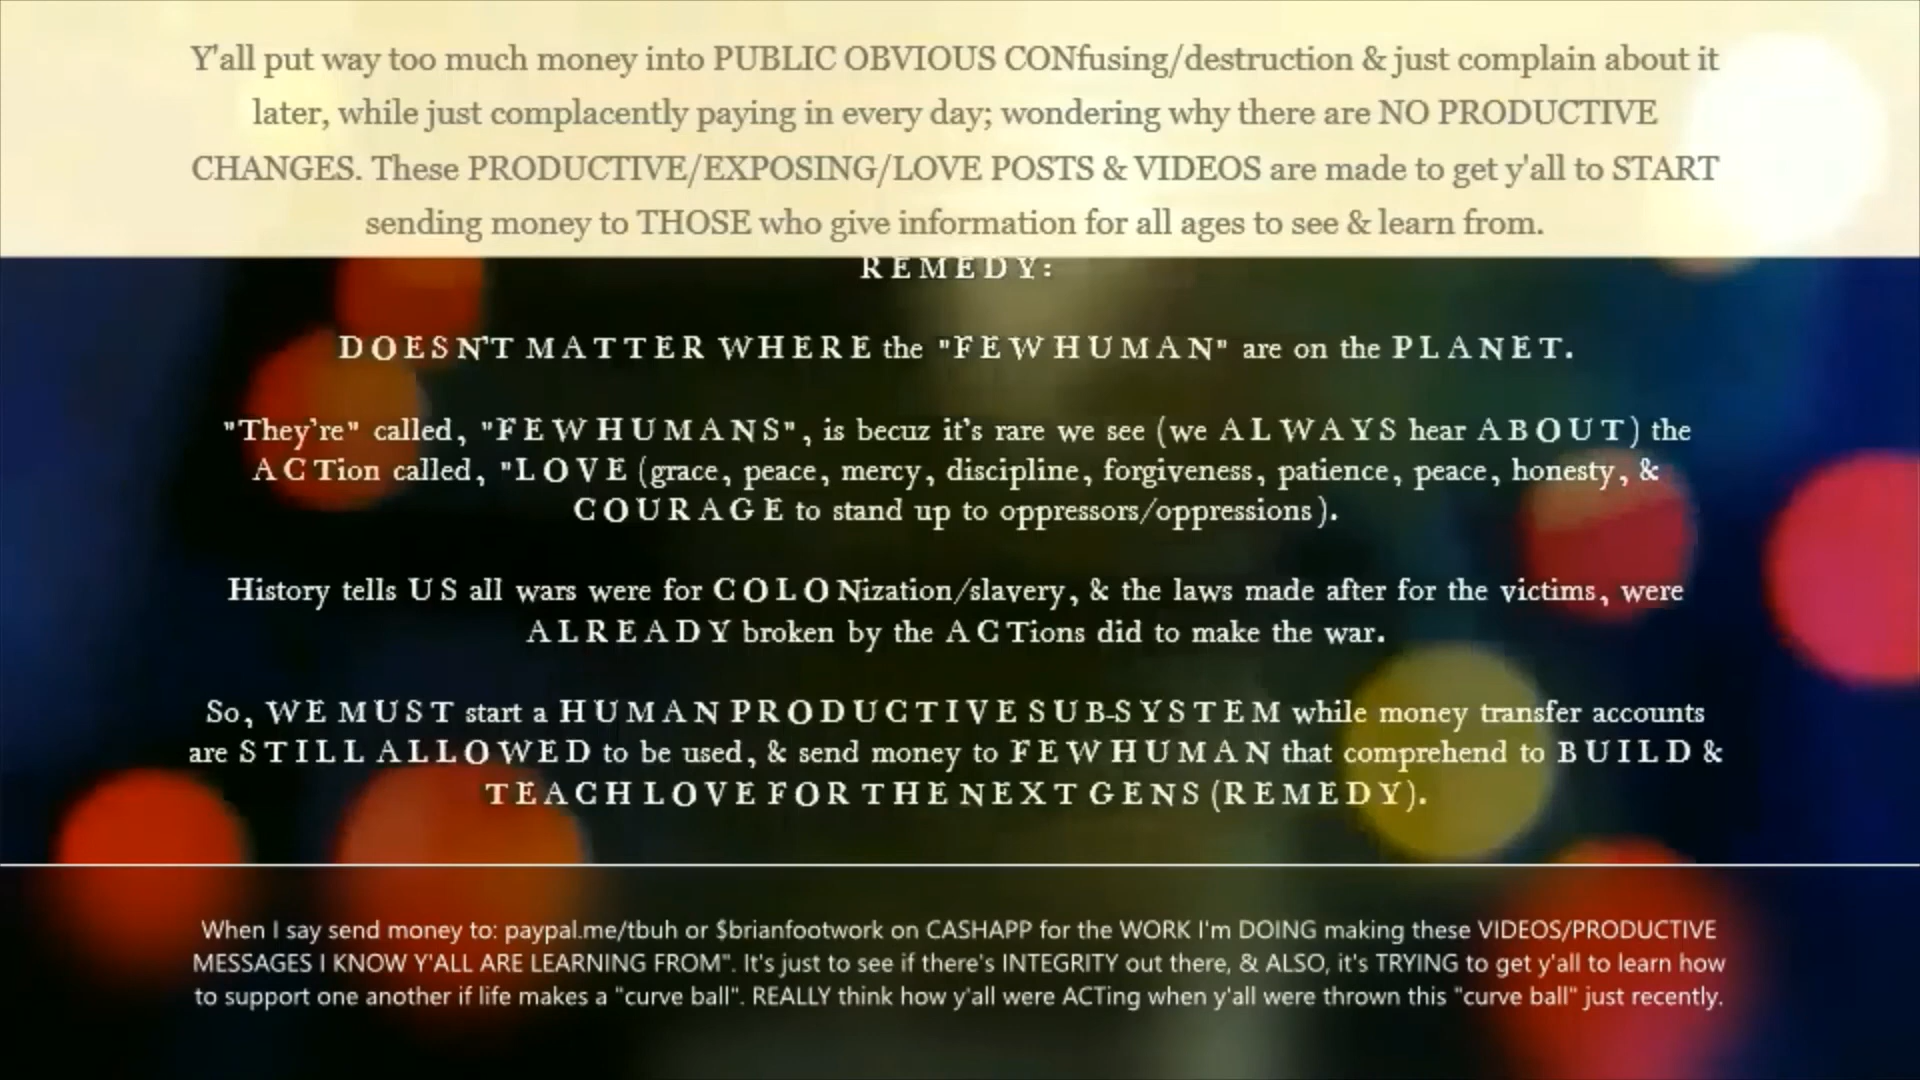 Y'all put way too much money into PUBLIC OBVIOUS CONfusing/destruction & just complain about it
later, while just complacently paying in every day; wondering why there are NO PRODUCTIVE
CHANGES. These PRODUCTIVE/EXPOSING/LOVE POSTS & VIDEOS are made to get y'all to START
sending money to THOSE who give information for all ages to see & learn from.
REMEDY:
DOESN'T MATTER WHERE the "FEW HUMAN" are on the PLANET.
"They're" called, "FEW HUMANS", is becuz it's rare we see (we ALWAYS hear ABOUT) the
ACTion called, "LOVE (grace, peace, mercy, discipline, forgiveness, patience, peace, honesty, &
COURAGE to stand up to oppressors/oppressions).
History tells US all wars were for COLONization/slavery, & the laws made after for the victims, were
ALREADY broken by the ACTions did to make the war.
So, WE MUST start a HUMAN PRODUCTIVE SUB-SYSTEM while money transfer accounts
are STILL ALLOWED to be used, & send money to FEW HUMAN that comprehend to BUILD &
TEACH LOVE FOR THE NEXT GENS (REMEDY).
When I say send money to: paypal.me/tbuh or $brianfootwork on CASHAPP for the WORK I'm DOING making these VIDEOS/PRODUCTIVE
MESSAGES I KNOW Y'ALL ARE LEARNING FROM". It's just to see if there's INTEGRITY out there, & ALSO, it's TRYING to get y'all to learn how
to support one another if life makes a "curve ball". REALLY think how y'all were ACTing when y'all were thrown this "curve ball" just recently.